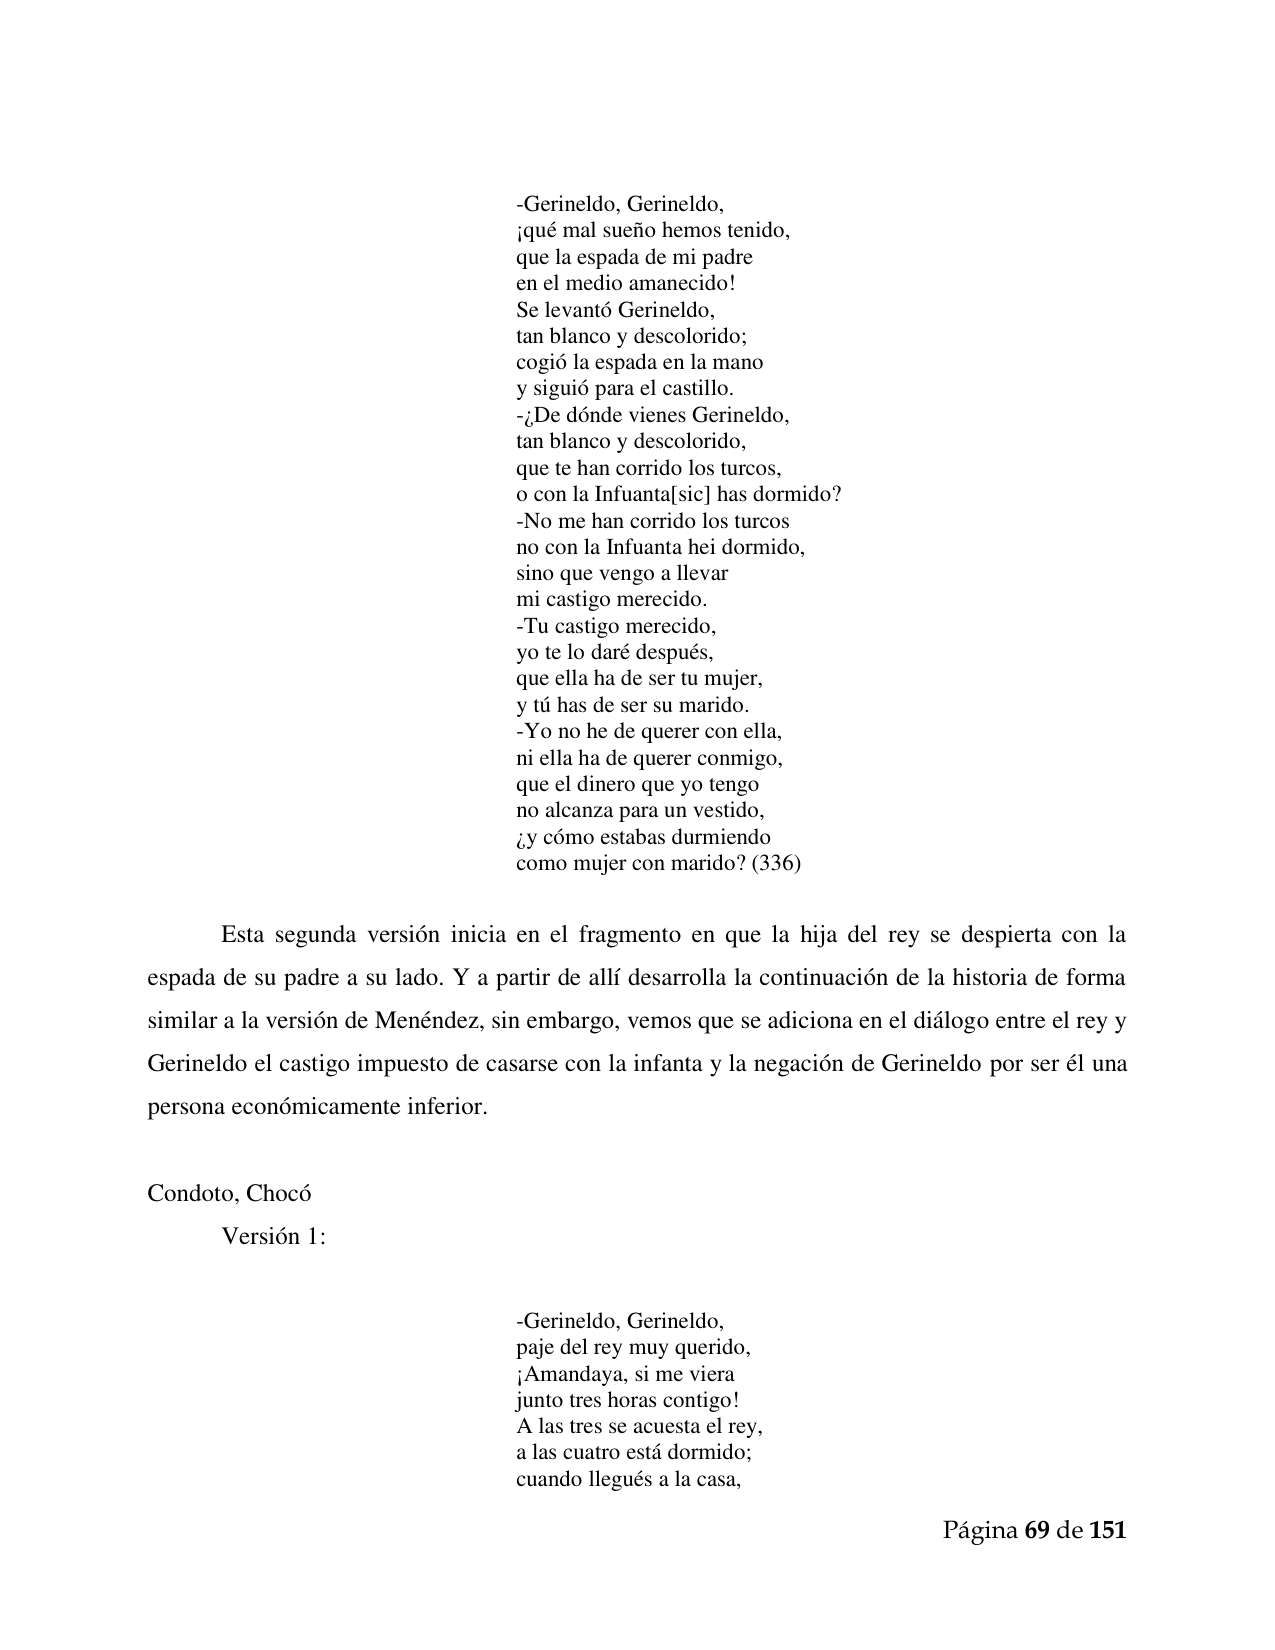 -Gerineldo, Gerineldo,
¡qué mal sueño hemos tenido,
que la espada de mi padre
en el medio amanecido!
Se levantó Gerineldo,
tan blanco y descolorido;
cogió la espada en la mano
y siguió para el castillo.
-¿De dónde vienes Gerineldo,
tan blanco y descolorido,
que te han corrido los turcos,
o con la Infuanta[sic] has dormido?
-No me han corrido los turcos
no con la Infuanta hei dormido,
sino que vengo a llevar
mi castigo merecido.
-Tu castigo merecido,
yo te lo daré después,
que ella ha de ser tu mujer,
y tú has de ser su marido.
-Yo no he de querer con ella,
ni ella ha de querer conmigo,
que el dinero que yo tengo
no alcanza para un vestido,
¿y cómo estabas durmiendo
como mujer con marido? (336)
Esta segunda versión inicia en el fragmento en que la hija del rey se despierta con la
espada de su padre a su lado. Y a partir de allí desarrolla la continuación de la historia de forma
similar a la versión de Menéndez, sin embargo, vemos que se adiciona en el diálogo entre el rey y
Gerineldo el castigo impuesto de casarse con la infanta y la negación de Gerineldo por ser él una
persona económicamente inferior.
Condoto, Chocó
Versión 1:
-Gerineldo, Gerineldo,
paje del rey muy querido,
¡Amandaya, si me viera
junto tres horas contigo!
A las tres se acuesta el rey,
a las cuatro está dormido;
cuando llegués a la casa,
Página 69 de 151